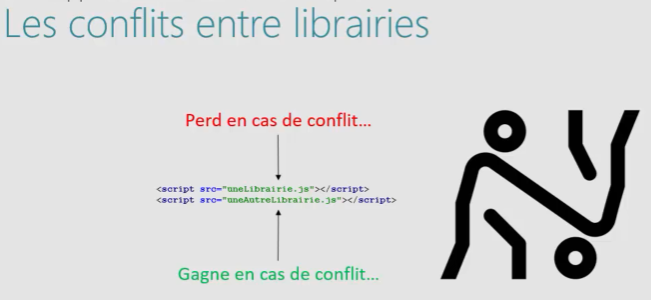 Les conflits entre librairies
Perd en cas de conflit...
<script src="uneLibrairie.js"></script>
<script src="uneAutreLibrairie.js"></script>
Gagne en cas de conflit...